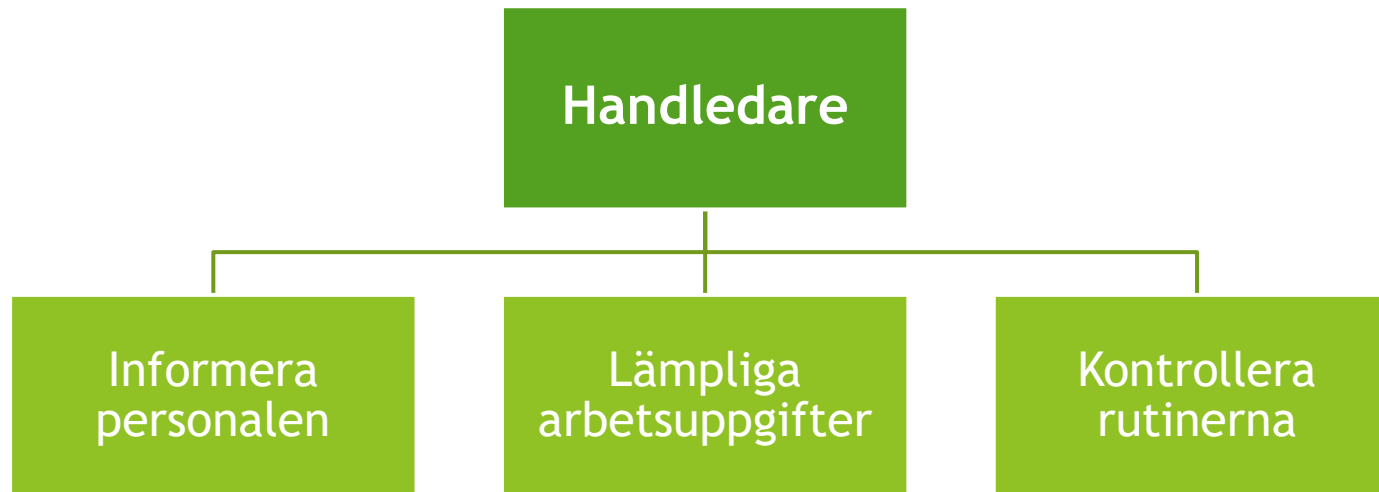 Handledare
Informera
personalen
Lämpliga
arbetsuppgifter
Kontrollera
rutinerna